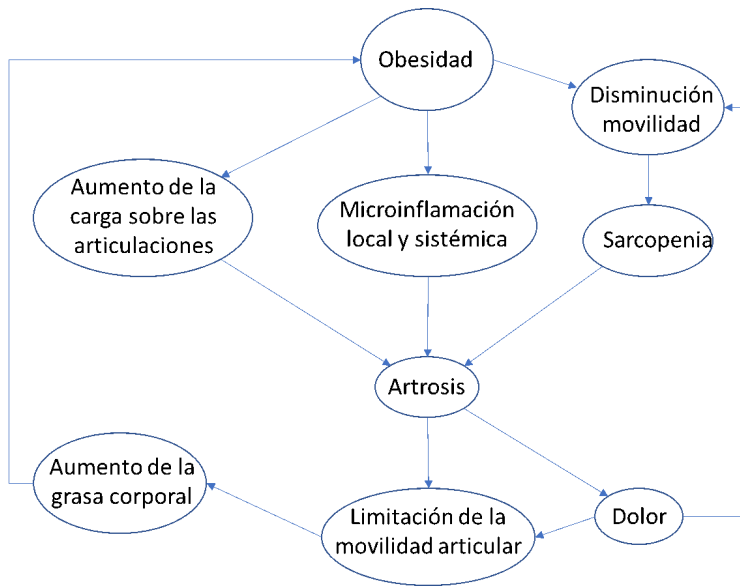 Obesidad
Disminución
movilidad
Aumento de la
carga sobre las
articulaciones
Microinflamación
local y sistémica
Sarcopenia
Artrosis
Aumento de la
grasa corporal
Limitación de la
movilidad articular
Dolor